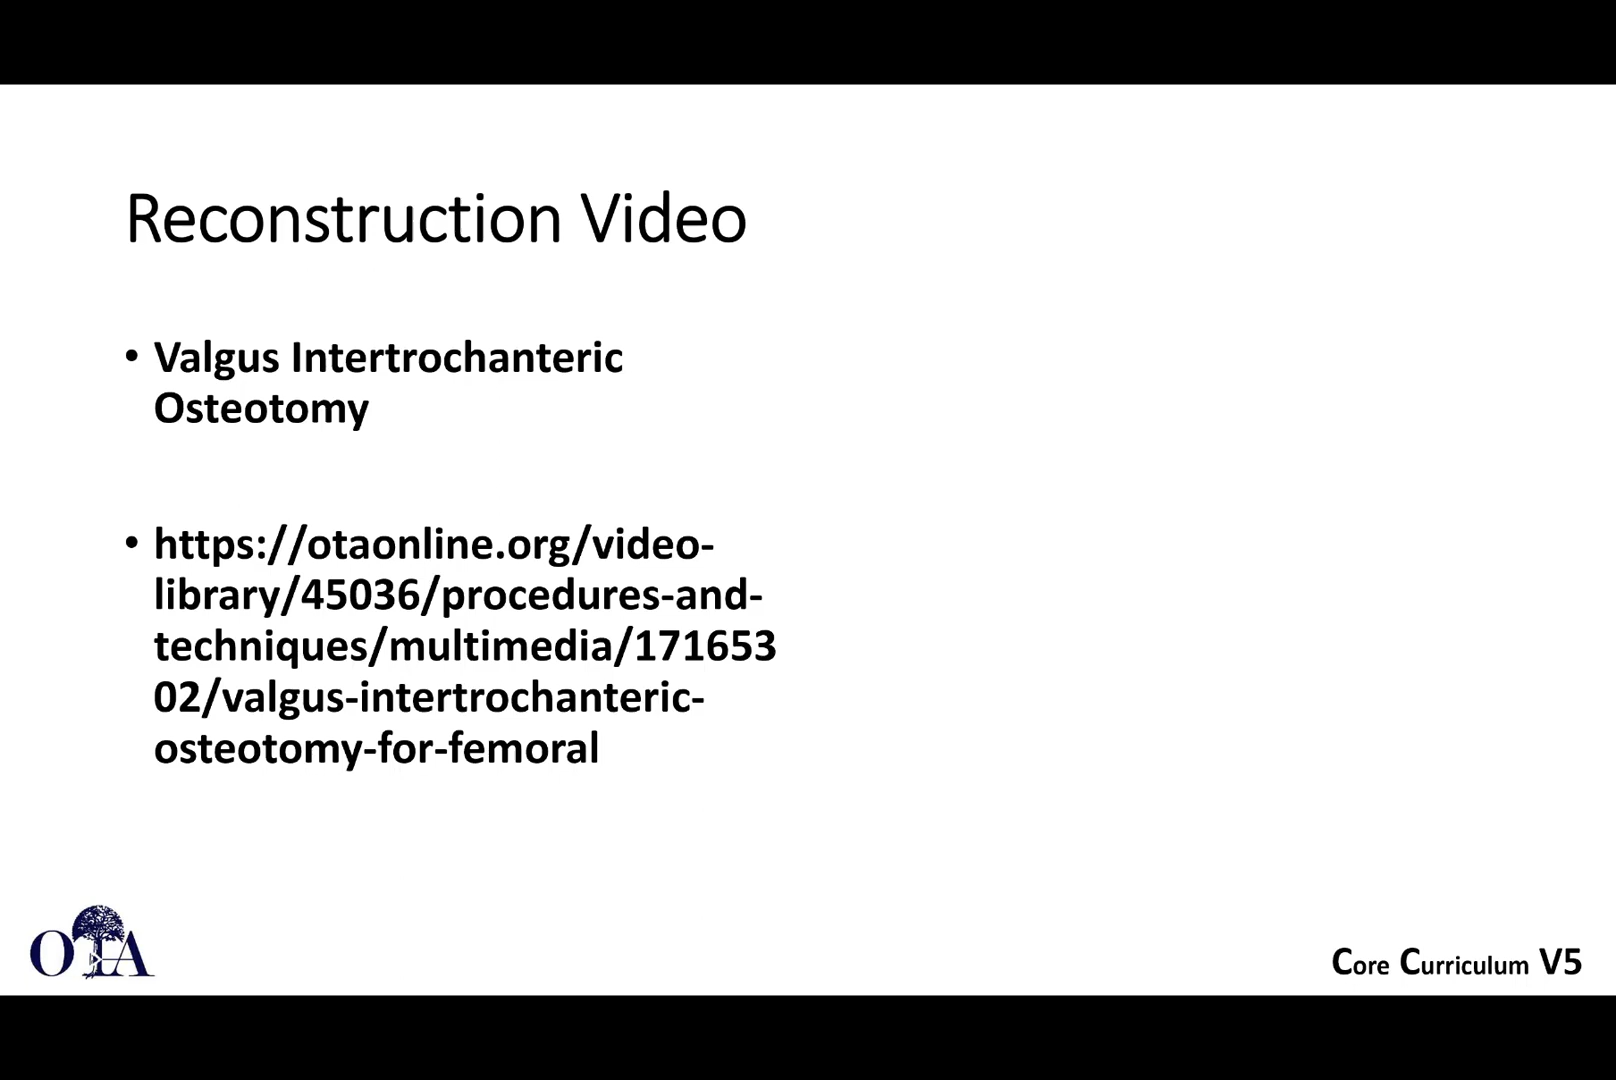 Reconstruction Video
• Valgus Intertrochanteric
Osteotomy
• https://otaonline.org/video-
library/45036/procedures-and-
techniques/multimedia/171653
02/valgus-intertrochanteric-
osteotomy-for-femoral
OTA
Core Curriculum V5